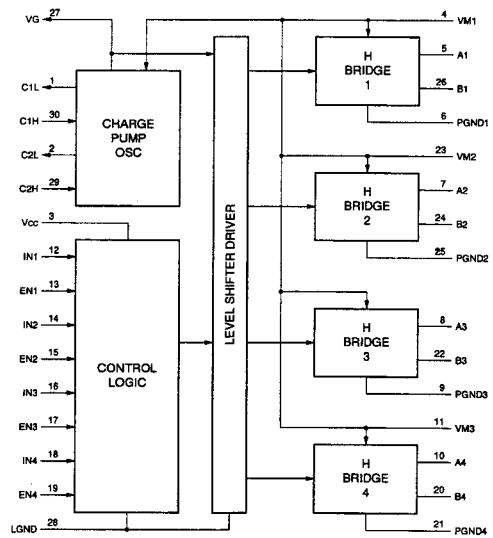 VG 27
C1L 1
C1H 30
C2L 2
C2H 29
CHARGE
PUMP
OSC
VCC 3
IN1 12
EN1 13
IN2 14
EN2 15
IN3 16
EN3 17
IN4 18
EN4 19
LGND 28
CONTROL
LOGIC
LEVEL SHIFTER DRIVER
4 VM1
H
BRIDGE
1
5 A1
26 B1
6 PGND1
23 VM2
H
BRIDGE
2
7 A2
24 B2
25 PGND2
H
BRIDGE
3
8 A3
22 B3
9 PGND3
11 VM3
H
BRIDGE
4
10 A4
20 B4
21 PGND4